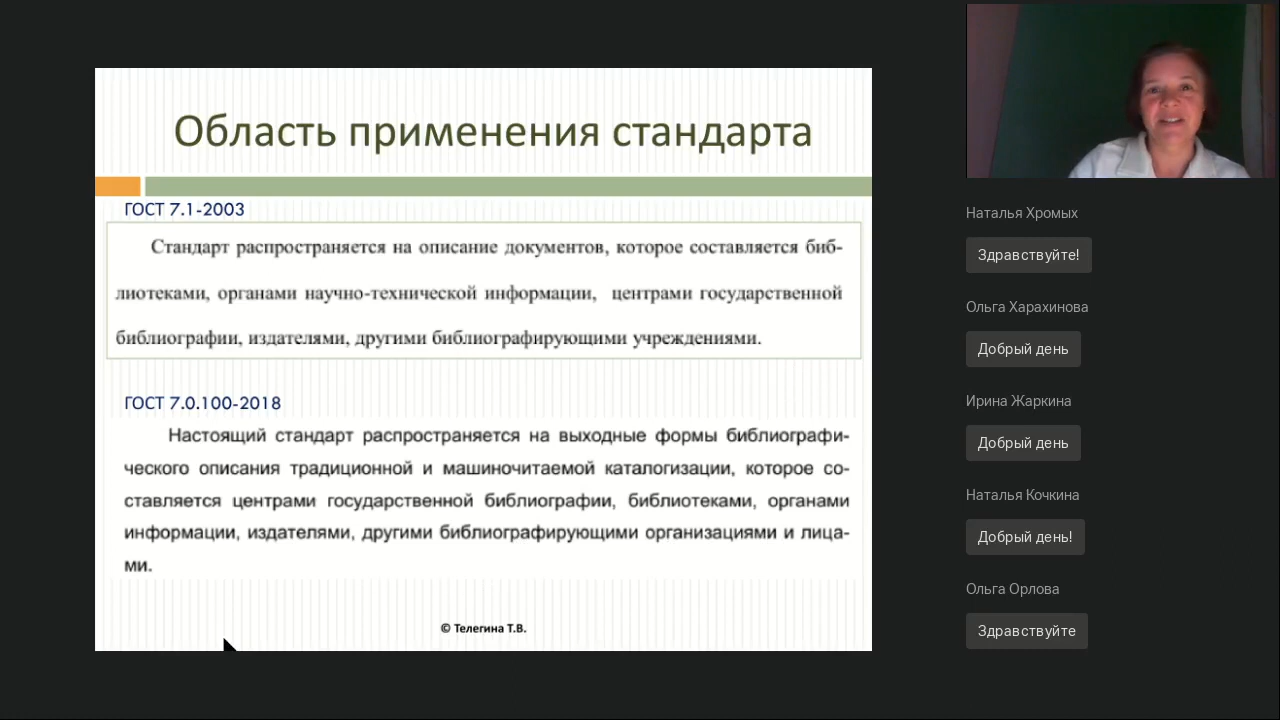 Область применения стандарта
ГОСТ 7.1-2003
Стандарт распространяется на описание документов, которое составляется биб-
лиотеками, органами научно-технической информации, центрами государственной
библиографии, издателями, другими библиографирующими учреждениями.
ГОСТ 7.0.100-2018
Настоящий стандарт распространяется на выходные формы библиографи-
ческого описания традиционной и машиночитаемой каталогизации, которое со-
ставляется центрами государственной библиографии, библиотеками, органами
информации, издателями, другими библиографирующими организациями и лица-
ми.
© Телегина Т.В.
Наталья Хромых
Здравствуйте!
Ольга Харахинова
Добрый день
Ирина Жаркина
Добрый день
Наталья Кочкина
Добрый день!
Ольга Орлова
Здравствуйте